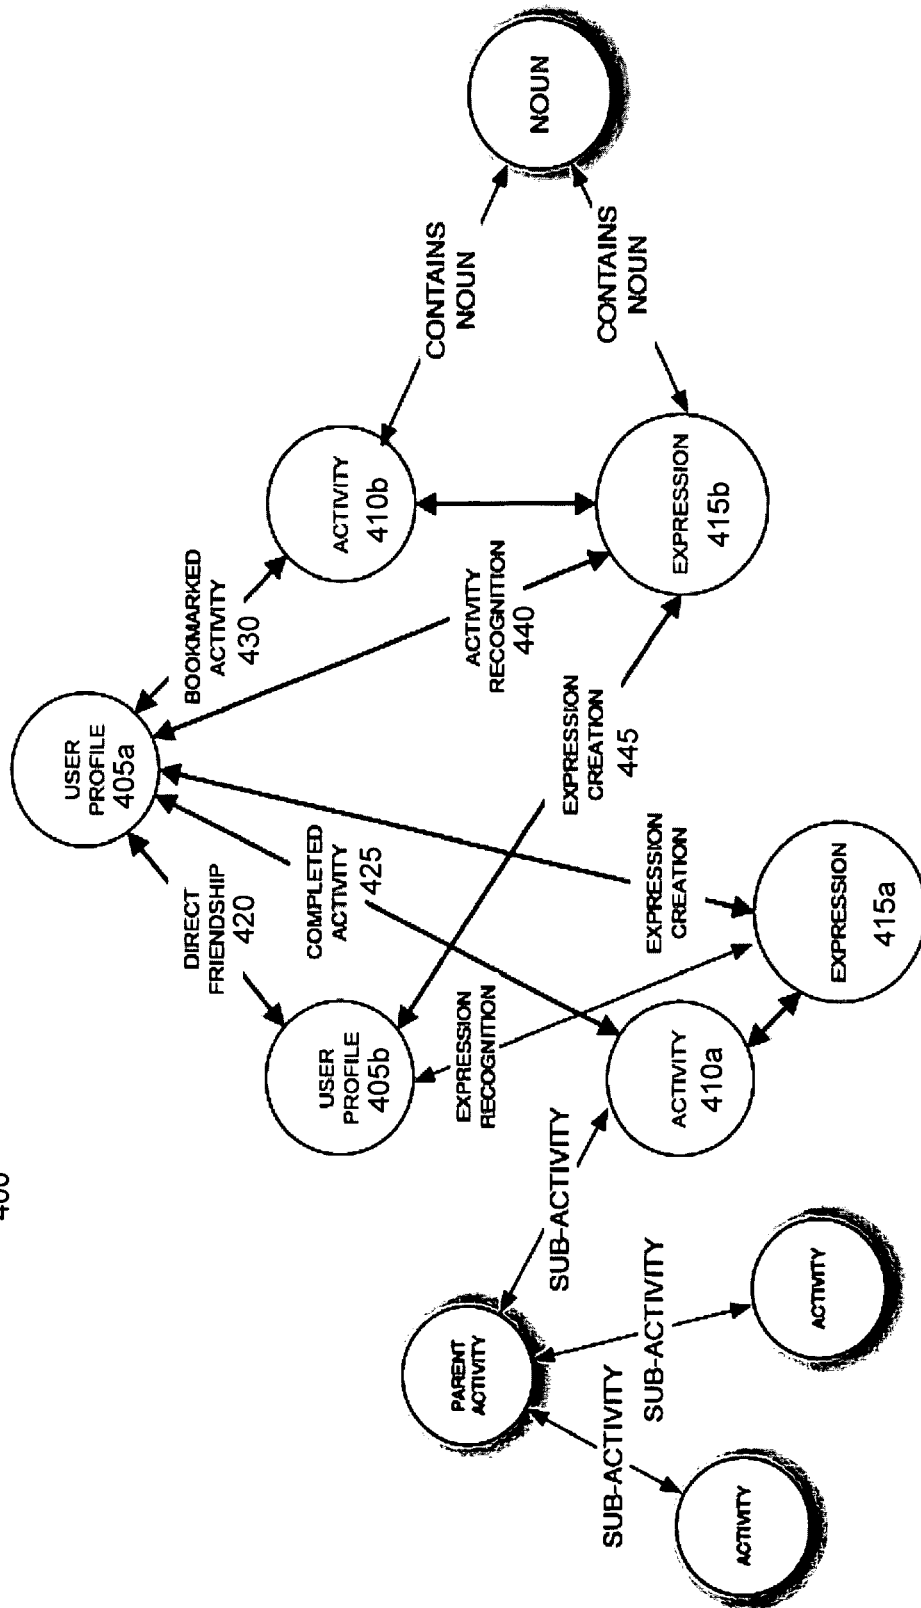 USER
PROFILE
405a
DIRECT
FRIENDSHIP
420
BOOKMARKED
ACTIVITY
430
COMPLETED
ACTIVITY
425
USER
PROFILE
405b
ACTIVITY
410b
CONTAINS
NOUN
PARENT
ACTIVITY
EXPRESSION
RECOGNITION
ACTIVITY
RECOGNITION
440
NOUN
SUB-ACTIVITY
EXPRESSION
CREATION
445
CONTAINS
NOUN
SUB-ACTIVITY
SUB-ACTIVITY
EXPRESSION
CREATION
ACTIVITY
410a
EXPRESSION
415b
ACTIVITY
ACTIVITY
EXPRESSION
415a